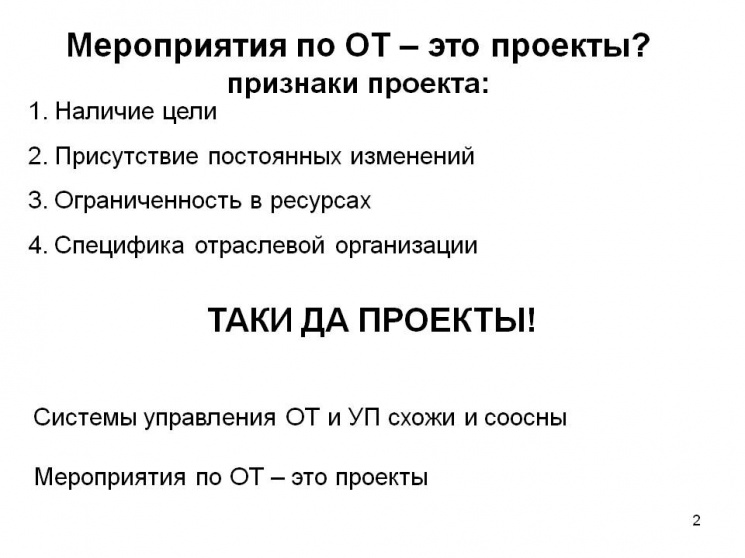 Мероприятия по ОТ – это проекты?
признаки проекта:
1. Наличие цели
2. Присутствие постоянных изменений
3. Ограниченность в ресурсах
4. Специфика отраслевой организации
ТАКИ ДА ПРОЕКТЫ!
Системы управления ОТ и УП схожи и соосны
Мероприятия по ОТ – это проекты
2